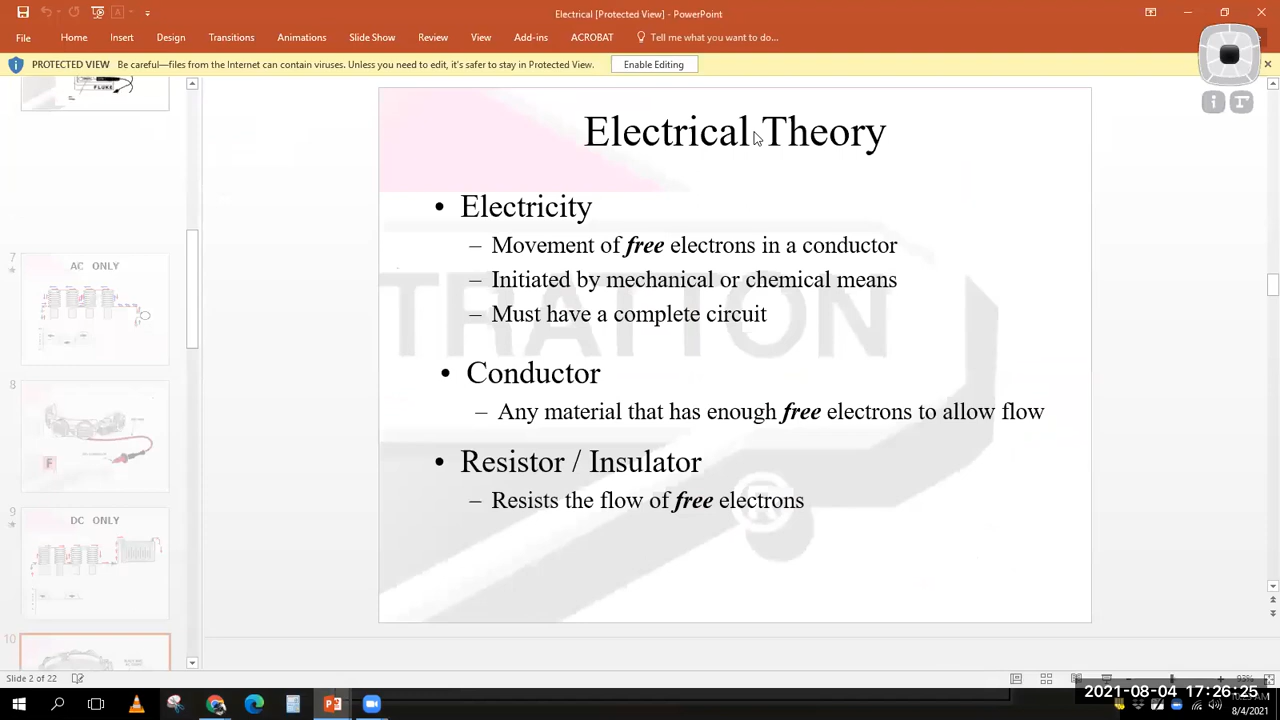 Electrical [Protected View] - PowerPoint
File Home Insert Design Transitions Animations Slide Show Review View Add-ins ACROBAT Tell me what you want to do...
PROTECTED VIEW Be careful—files from the Internet can contain viruses. Unless you need to edit, it's safer to stay in Protected View. Enable Editing
FLUKE
7
AC ONLY
8
F
9
DC ONLY
10
Electrical Theory
• Electricity
– Movement of free electrons in a conductor
– Initiated by mechanical or chemical means
– Must have a complete circuit
• Conductor
– Any material that has enough free electrons to allow flow
• Resistor / Insulator
– Resists the flow of free electrons
TRATTON
®
Slide 2 of 22
93%
2021-08-04 17:26:25
8/4/2021